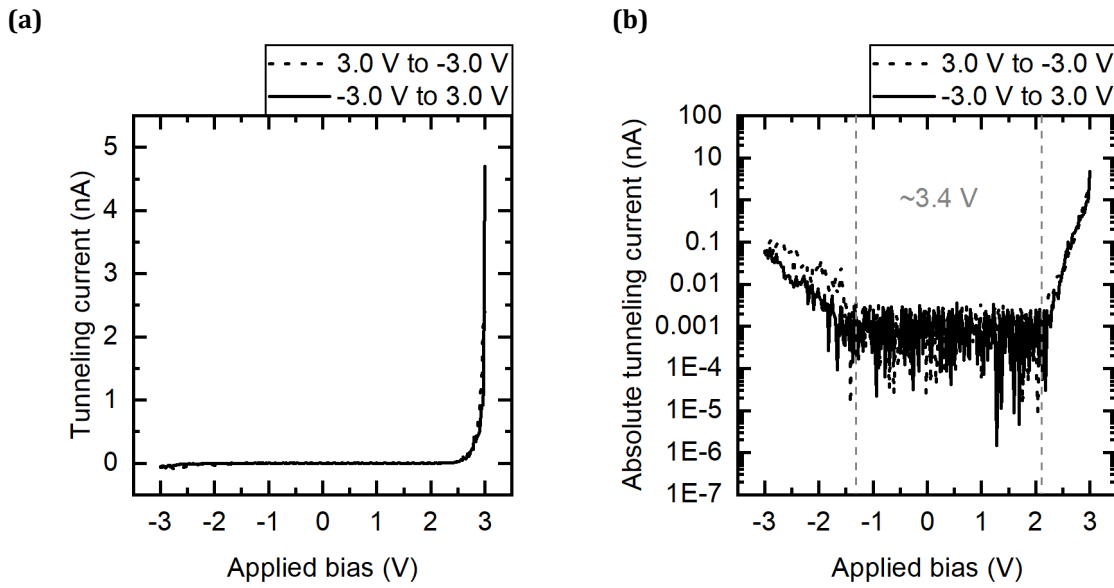 (a)
3.0 V to -3.0 V
-3.0 V to 3.0 V
5
4
3
2
1
0
Tunneling current (nA)
-3 -2 -1 0 1 2 3
Applied bias (V)
(b)
3.0 V to -3.0 V
-3.0 V to 3.0 V
100
10
1
0.1
0.01
0.001
1E-4
1E-5
1E-6
1E-7
Absolute tunneling current (nA)
~3.4 V
-3 -2 -1 0 1 2 3
Applied bias (V)